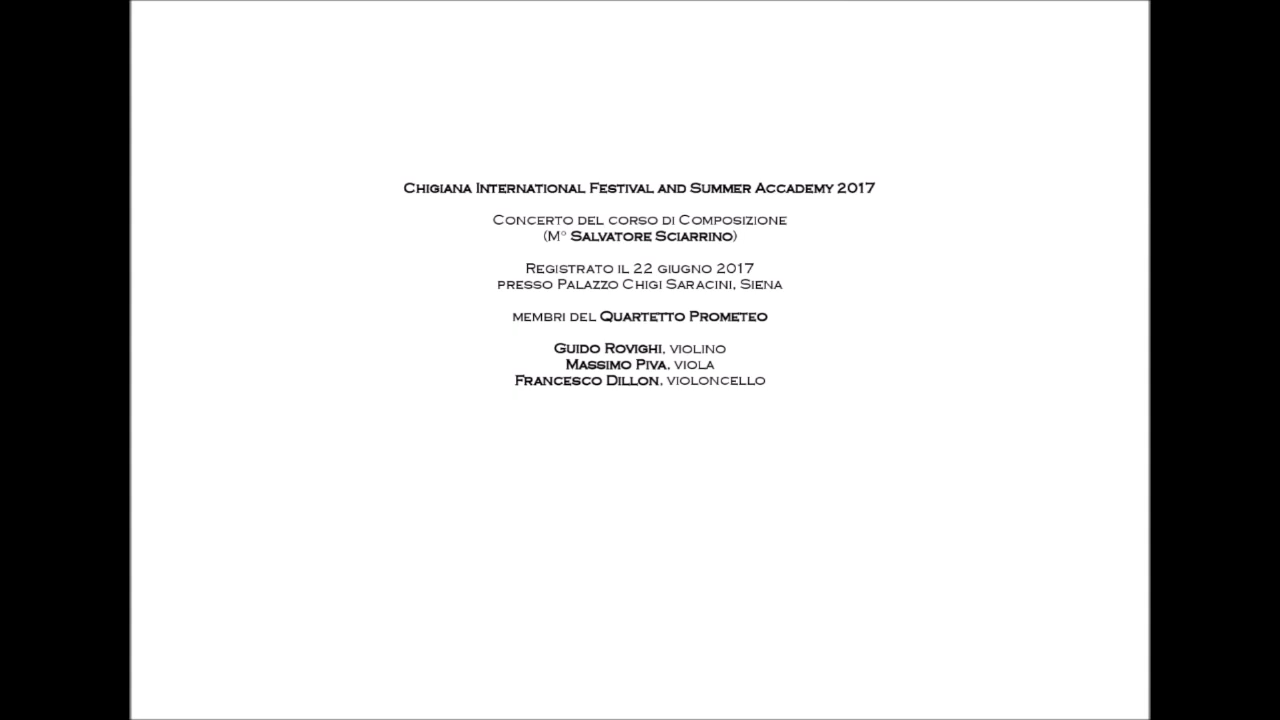 Chigiana International Festival and Summer Accademy 2017
Concerto del corso di Composizione
(M° Salvatore Sciarrino)
Registrato il 22 giugno 2017
presso Palazzo Chigi Saracini, Siena
membri del Quartetto Prometeo
Guido Rovighi, violino
Massimo Piva, viola
Francesco Dillon, violoncello